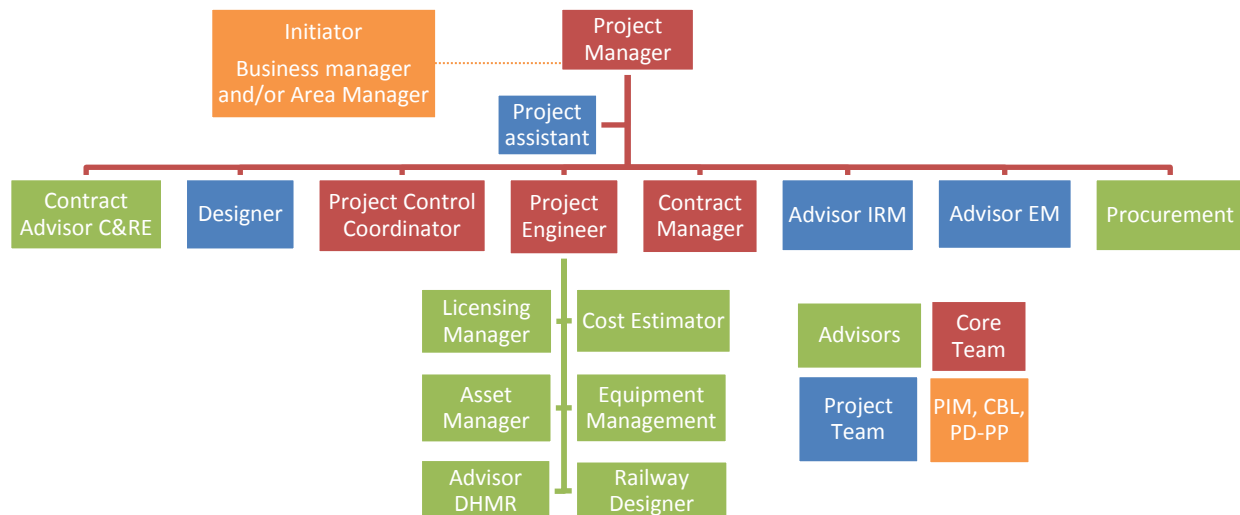 Initiator
Business manager
and/or Area Manager
Project
Manager
Project
assistant
Contract
Advisor C&RE
Designer
Project Control
Coordinator
Project
Engineer
Contract
Manager
Advisor IRM
Advisor EM
Procurement
Licensing
Manager
Cost Estimator
Asset
Manager
Equipment
Management
Advisor
DHMR
Railway
Designer
Advisors
Core
Team
Project
Team
PIM, CBL,
PD-PP